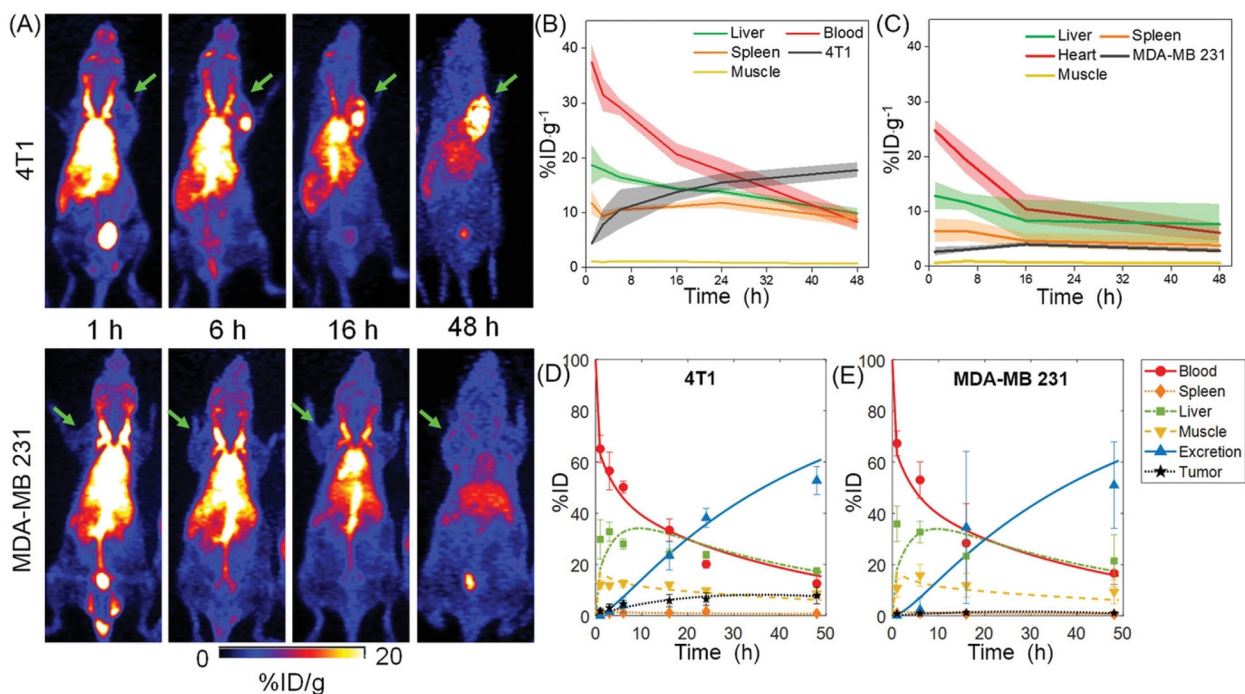 (A)
4T1
1 h 6 h 16 h 48 h
MDA-MB 231
0 20
%ID/g
(B)
Liver Blood
Spleen 4T1
Muscle
40
30
20
10
0
%ID·g-1
0 8 16 24 32 40 48
Time (h)
(C)
Liver Spleen
Heart MDA-MB 231
Muscle
40
30
20
10
0
%ID·g-1
0 8 16 24 32 40 48
Time (h)
(D)
4T1
100
80
60
40
20
0
%ID
0 10 20 30 40 50
Time (h)
(E)
MDA-MB 231
100
80
60
40
20
0
%ID
0 10 20 30 40 50
Time (h)
Blood
Spleen
Liver
Muscle
Excretion
Tumor